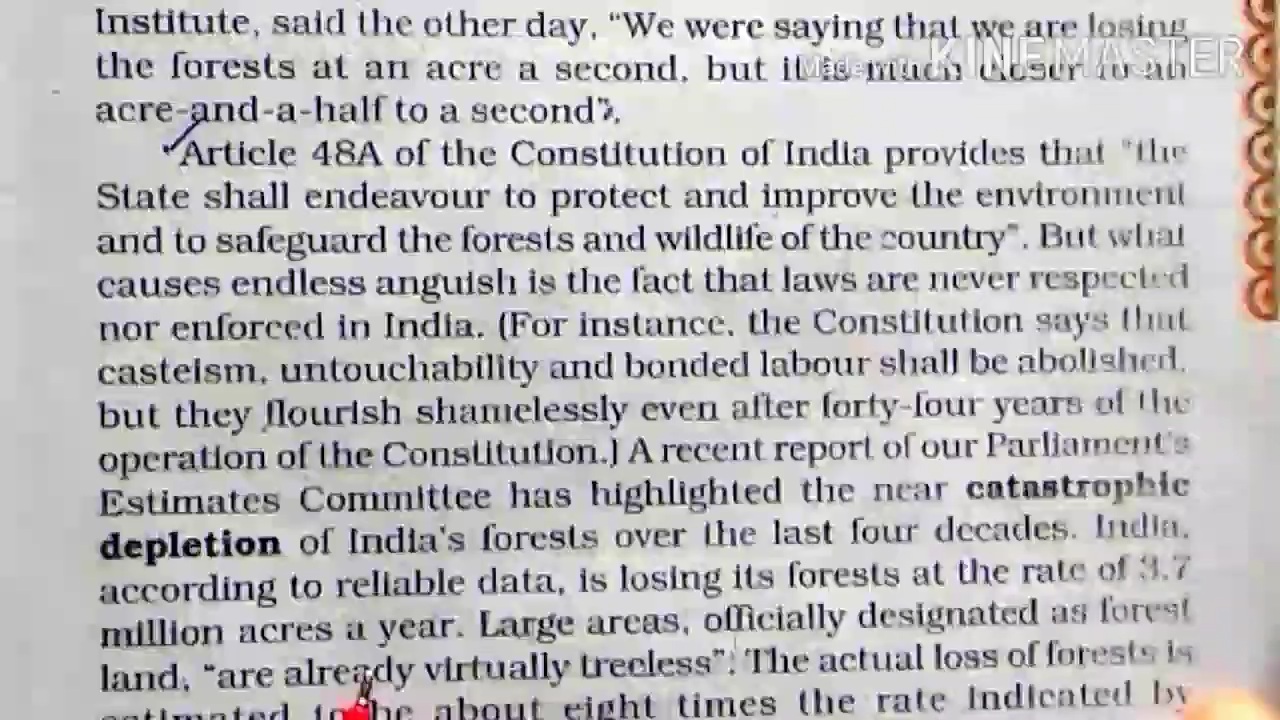 Institute, said the other day, “We were saying that we are losing
the forests at an acre a second, but it is much closer to an
acre-and-a-half to a second”.
Article 48A of the Constitution of India provides that “the
State shall endeavour to protect and improve the environment
and to safeguard the forests and wildlife of the country”. But what
causes endless anguish is the fact that laws are never respected
nor enforced in India. (For instance, the Constitution says that
casteism, untouchability and bonded labour shall be abolished,
but they flourish shamelessly even after forty-four years of the
operation of the Constitution.) A recent report of our Parliament's
Estimates Committee has highlighted the near catastrophic
depletion of India's forests over the last four decades. India,
according to reliable data, is losing its forests at the rate of 3.7
million acres a year. Large areas, officially designated as forest
land, “are already virtually treeless”. The actual loss of forests is
estimated to be about eight times the rate indicated by
Made with KINEMASTER